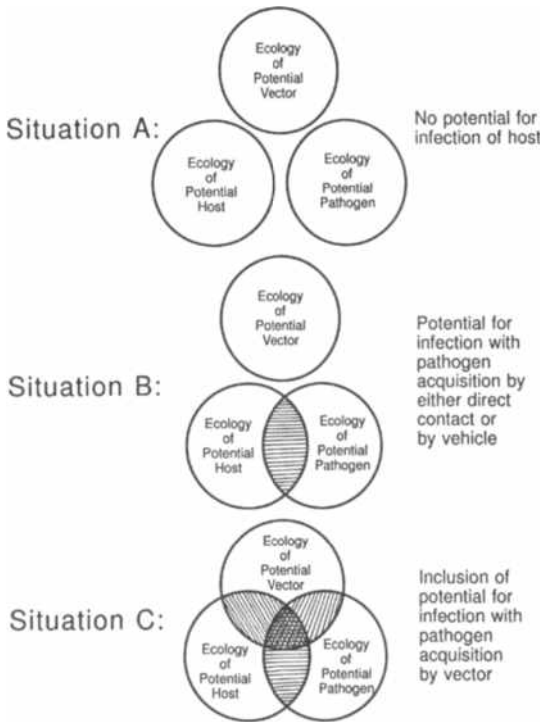 Situation A:
Ecology
of
Potential
Vector
Ecology
of
Potential
Host
Ecology
of
Potential
Pathogen
No potential for
infection of host
Situation B:
Ecology
of
Potential
Vector
Ecology
of
Potential
Host
Ecology
of
Potential
Pathogen
Potential for
infection with
pathogen
acquisition by
either direct
contact or
by vehicle
Situation C:
Ecology
of
Potential
Vector
Ecology
of
Potential
Host
Ecology
of
Potential
Pathogen
Inclusion of
potential for
infection with
pathogen
acquisition
by vector